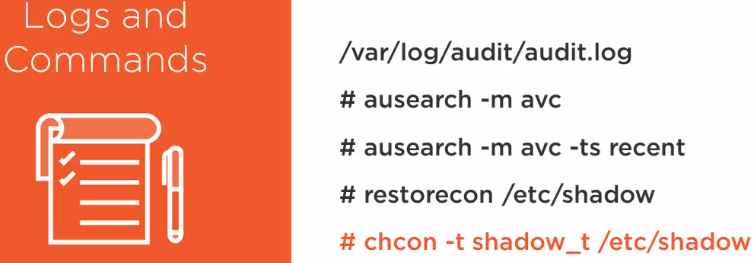 Logs and
Commands
/var/log/audit/audit.log
# ausearch -m avc
# ausearch -m avc -ts recent
# restorecon /etc/shadow
# chcon -t shadow_t /etc/shadow